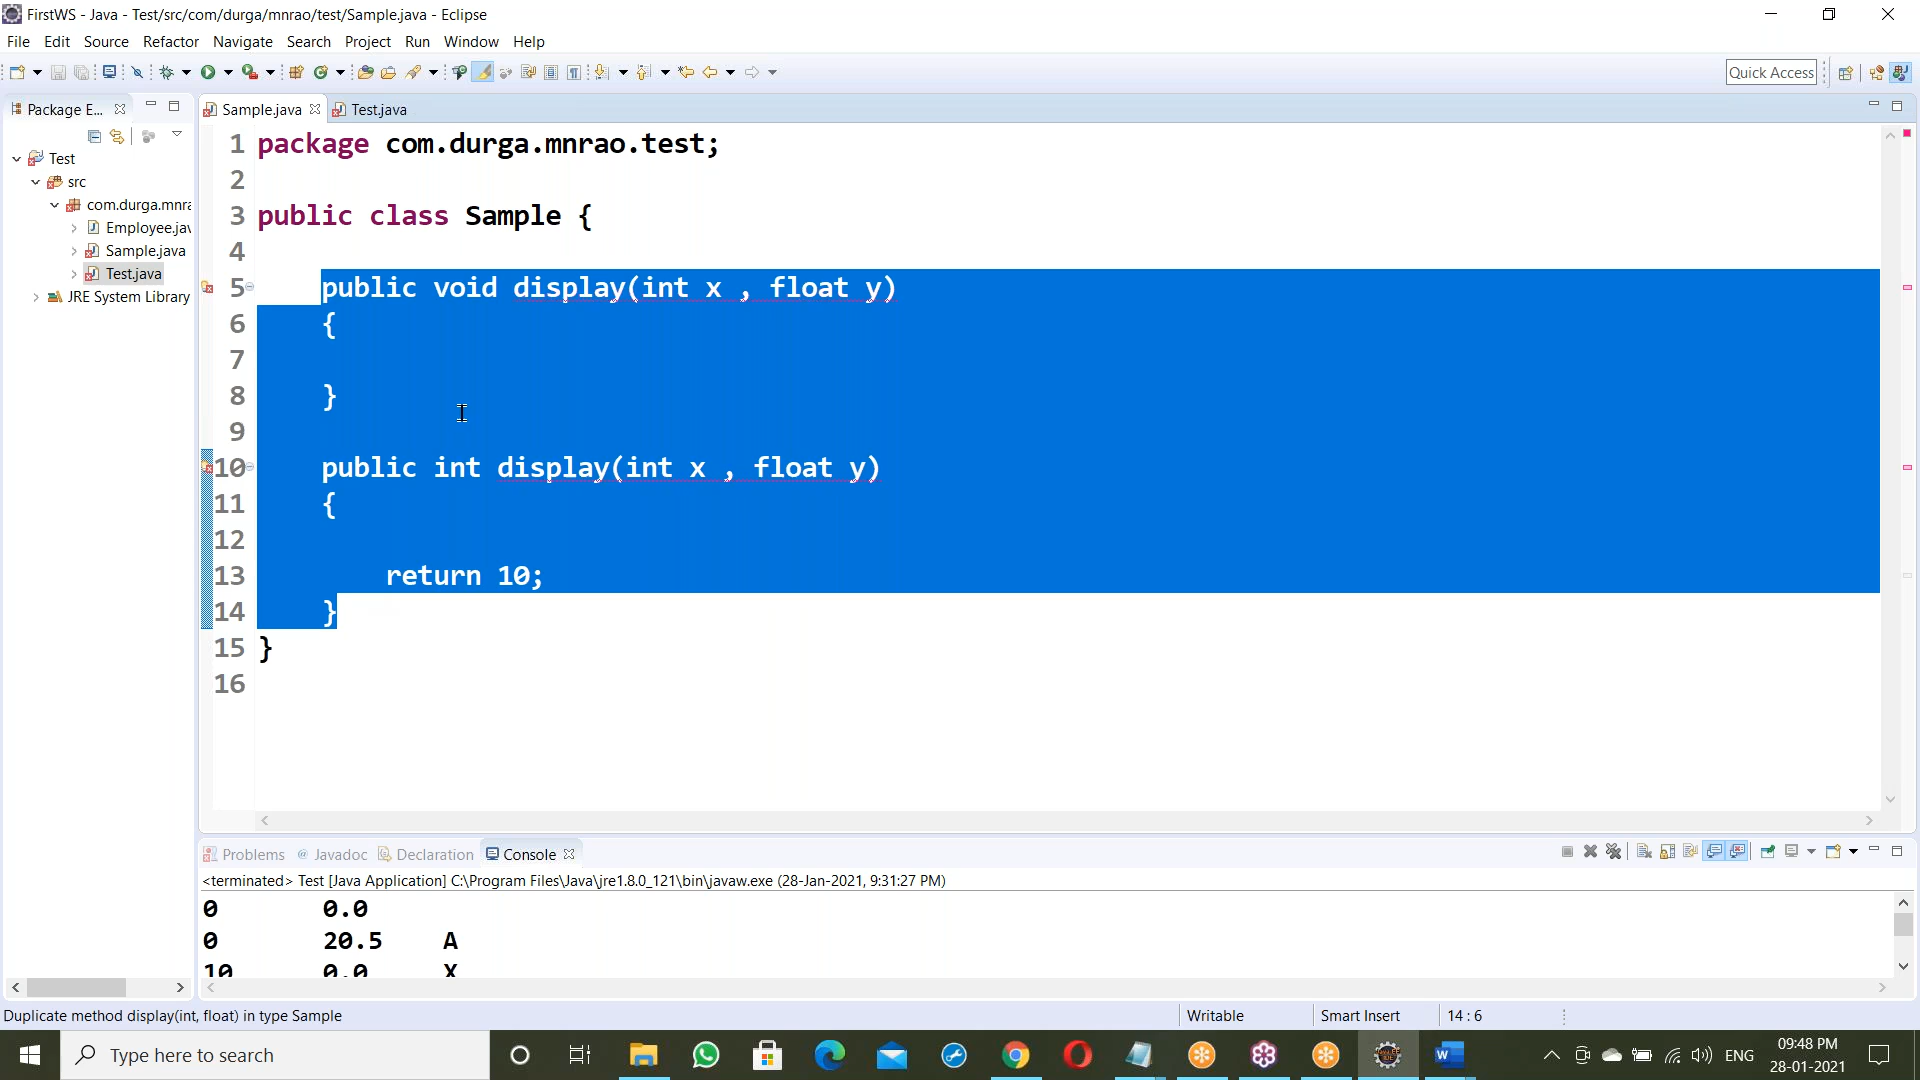 FirstWS - Java - Test/src/com/durga/mnrao/test/Sample.java - Eclipse
File Edit Source Refactor Navigate Search Project Run Window Help
Quick Access
Package E...
Sample.java
Test.java
Test
src
com.durga.mnra
Employee.jav
Sample.java
Test.java
JRE System Library
1 package com.durga.mnrao.test;
2
3 public class Sample {
4
5 public void display(int x , float y)
6 {
7
8 }
9
10 public int display(int x , float y)
11 {
12
13 return 10;
14 }
15 }
16
Problems @ Javadoc Declaration Console
<terminated> Test [Java Application] C:\Program Files\Java\jre1.8.0_121\bin\javaw.exe (28-Jan-2021, 9:31:27 PM)
0 0.0
0 20.5 A
10 0.0 X
Duplicate method display(int, float) in type Sample
Writable Smart Insert 14 : 6
Type here to search
ENG
09:48 PM
28-01-2021